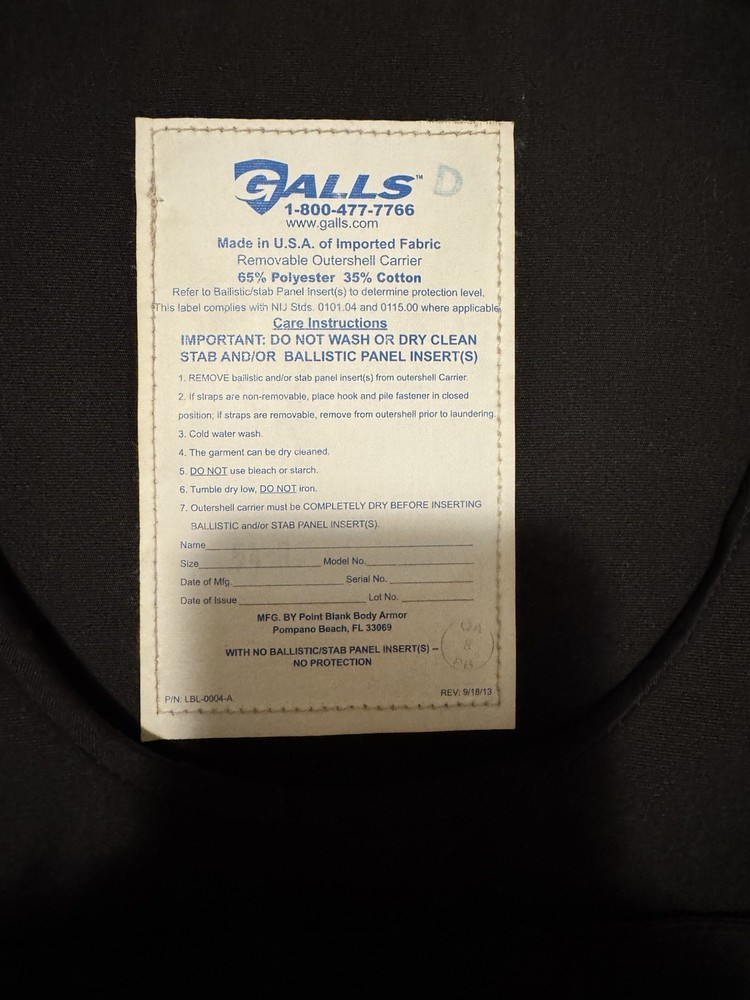 GALLS™ D
1-800-477-7766
www.galls.com
Made in U.S.A. of Imported Fabric
Removable Outershell Carrier
65% Polyester 35% Cotton
Refer to Ballistic/stab Panel Insert(s) to determine protection level.
This label complies with NIJ Stds. 0101.04 and 0115.00 where applicable.
Care Instructions
IMPORTANT: DO NOT WASH OR DRY CLEAN
STAB AND/OR BALLISTIC PANEL INSERT(S)
1. REMOVE ballistic and/or stab panel insert(s) from outershell Carrier.
2. If straps are non-removable, place hook and pile fastener in closed
position; if straps are removable, remove from outershell prior to laundering.
3. Cold water wash.
4. The garment can be dry cleaned.
5. DO NOT use bleach or starch.
6. Tumble dry low, DO NOT iron.
7. Outershell carrier must be COMPLETELY DRY BEFORE INSERTING
BALLISTIC and/or STAB PANEL INSERT(S).
Name
Size Model No.
Date of Mfg. Serial No.
Date of Issue Lot No.
MFG. BY Point Blank Body Armor
Pompano Beach, FL 33069
WITH NO BALLISTIC/STAB PANEL INSERT(S) –
NO PROTECTION
QA
8
P/N: LBL-0004-A REV: 9/18/13